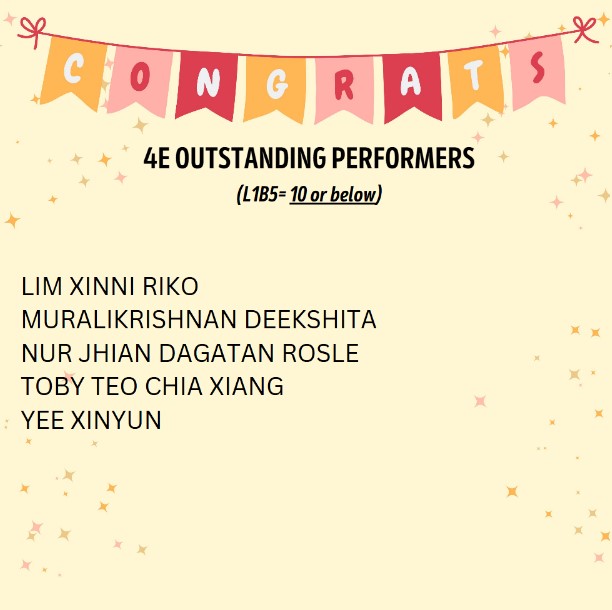 CONGRATS
4E OUTSTANDING PERFORMERS
(L1B5= 10 or below)
LIM XINNI RIKO
MURALIKRISHNAN DEEKSHITA
NUR JHIAN DAGATAN ROSLE
TOBY TEO CHIA XIANG
YEE XINYUN